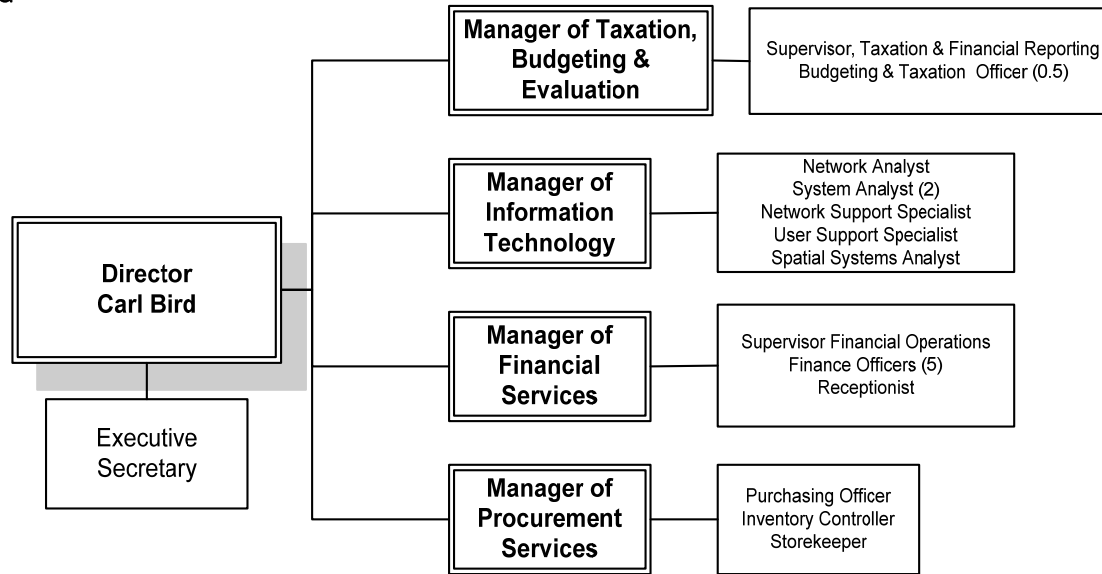 Manager of Taxation,
Budgeting &
Evaluation
Supervisor, Taxation & Financial Reporting
Budgeting & Taxation Officer (0.5)
Manager of
Information
Technology
Network Analyst
System Analyst (2)
Network Support Specialist
User Support Specialist
Spatial Systems Analyst
Director
Carl Bird
Executive
Secretary
Manager of
Financial
Services
Supervisor Financial Operations
Finance Officers (5)
Receptionist
Manager of
Procurement
Services
Purchasing Officer
Inventory Controller
Storekeeper